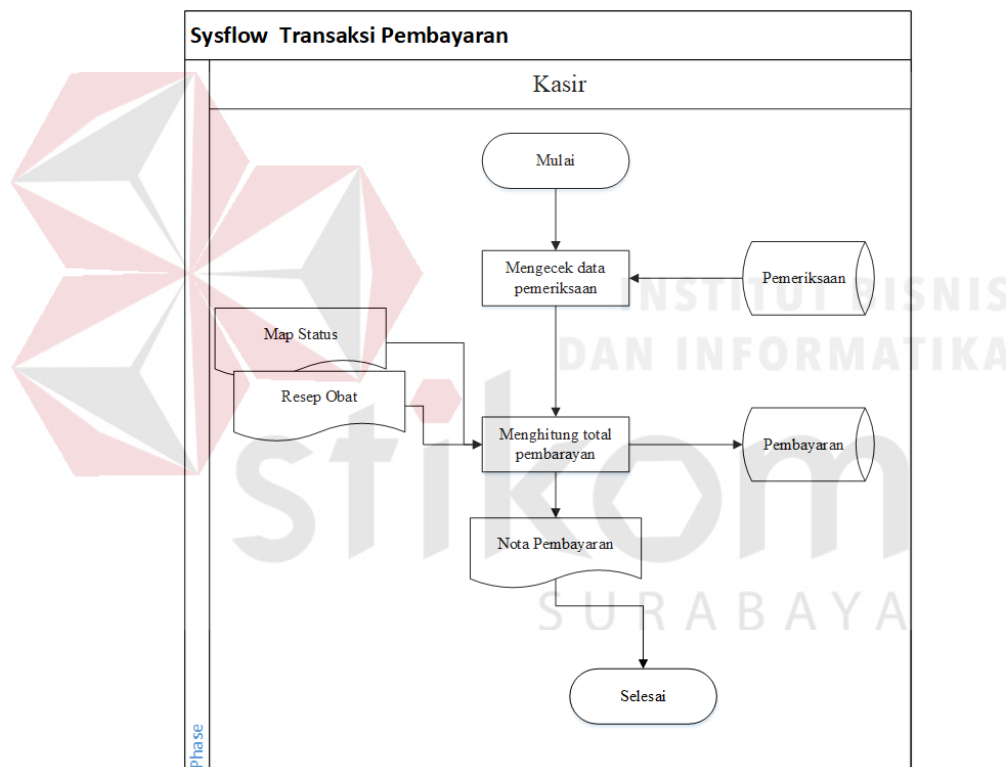 Sysflow Transaksi Pembayaran
Kasir
Mulai
Mengecek data
pemeriksaan
Pemeriksaan
INSTITUT BISNIS
DAN INFORMATIKA
Map Status
Resep Obat
Menghitung total
pembarayan
Pembayaran
stikom
Nota Pembayaran
SURABAYA
Selesai
Phase